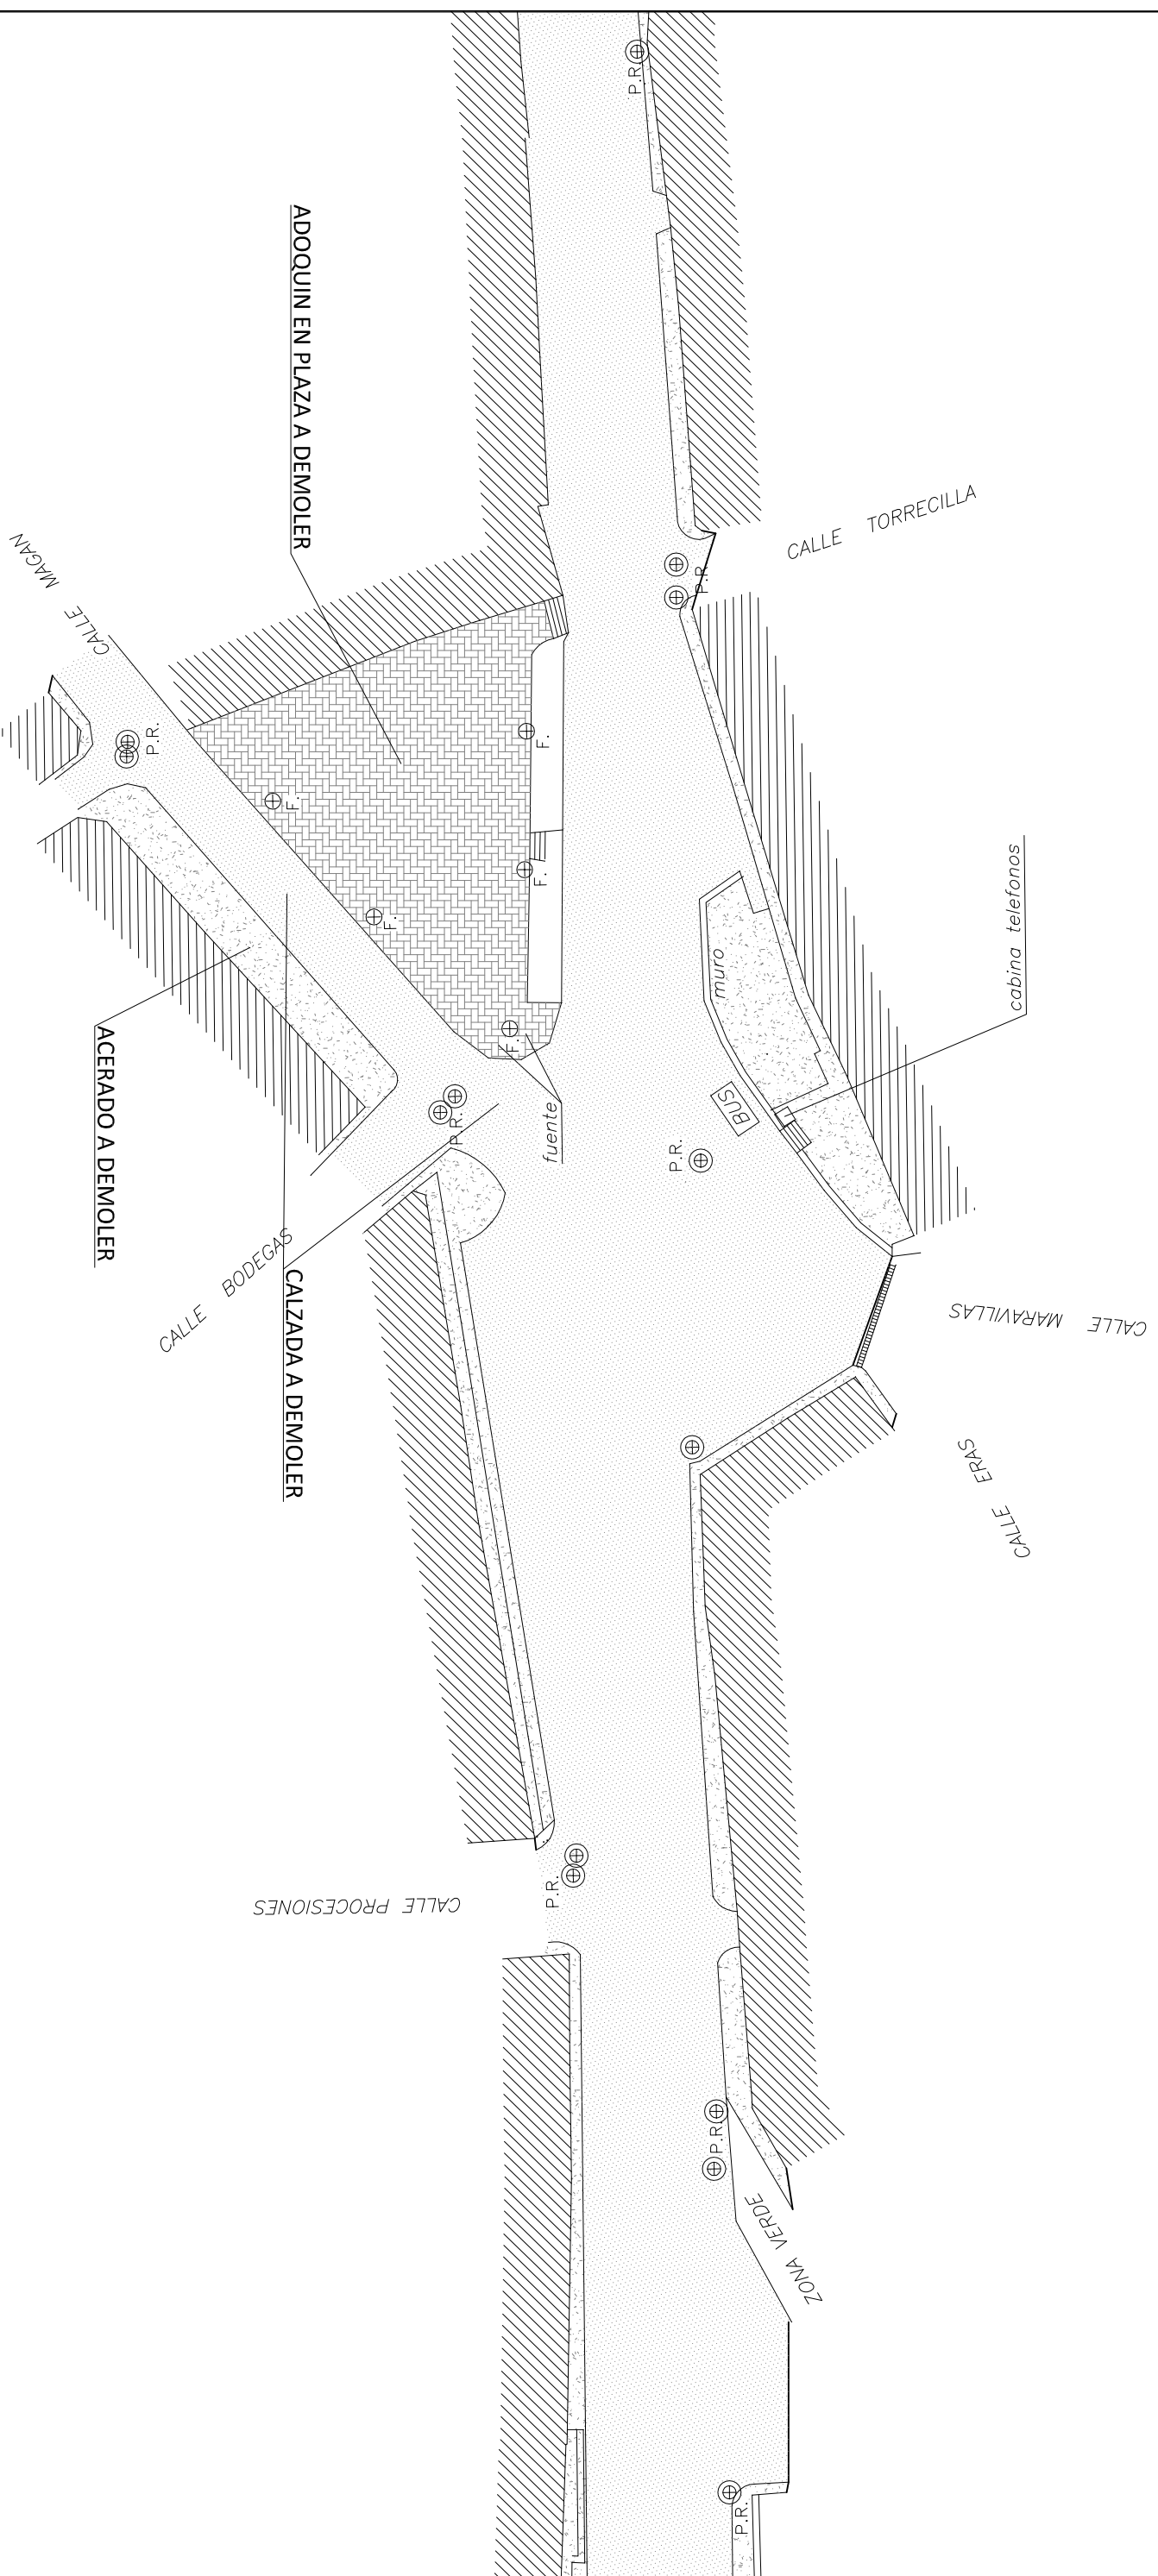 P.R.
ADOQUIN EN PLAZA A DEMOLER
CALLE TORRECILLA
P.R.
CALLE MAGAN
P.R.
F.
F.
F.
F.
F.
cabina telefonos
muro
BUS
fuente
P.R.
P.R.
ACERADO A DEMOLER
CALLE BODEGAS
CALZADA A DEMOLER
CALLE MARAVILLAS
CALLE ERAS
P.R.
CALLE PROCESIONES
P.R.
ZONA VERDE
P.R.